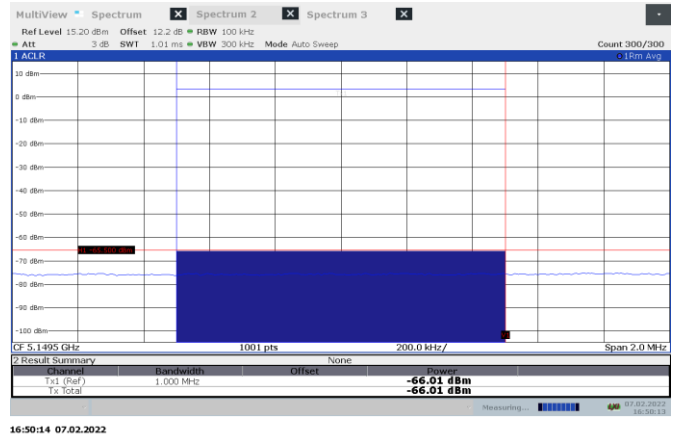 MultiView Spectrum X Spectrum 2 X Spectrum 3 X
Ref Level 15.20 dBm Offset 12.2 dB RBW 100 kHz
Att 3 dB SWT 1.01 ms VBW 300 kHz Mode Auto Sweep Count 300/300
1 ACLR 1Rm Avg
10 dBm
0 dBm
-10 dBm
-20 dBm
-30 dBm
-40 dBm
-50 dBm
-60 dBm
-70 dBm
-80 dBm
-90 dBm
-100 dBm
CF 5.1495 GHz 1001 pts 200.0 kHz/ Span 2.0 MHz
2 Result Summary None
Channel Bandwidth Offset Power
Tx1 (Ref) 1.000 MHz -66.01 dBm
Tx Total -66.01 dBm
Measuring... 07.02.2022
16:50:13
16:50:14 07.02.2022